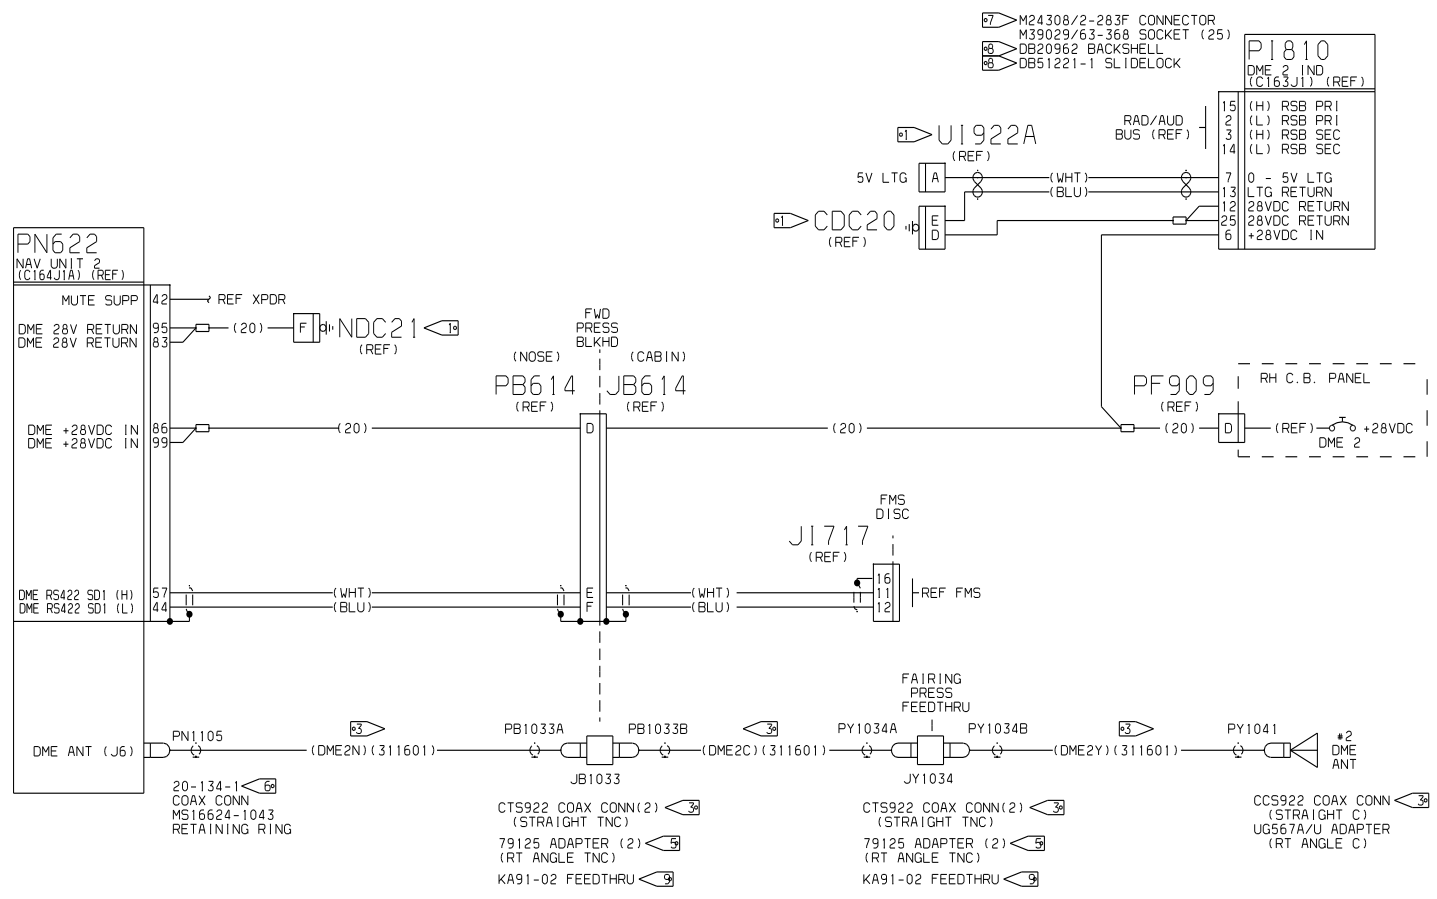 7 M24308/2-283F CONNECTOR
M39029/63-368 SOCKET (25)
8 DB20962 BACKSHELL
8 DB51221-1 SLIDELOCK
PI810
DME 2 IND
(C163J1) (REF)
RAD/AUD
BUS (REF)
15 (H) RSB PRI
2 (L) RSB PRI
3 (H) RSB SEC
14 (L) RSB SEC
1 UI922A
(REF)
5V LTG A (WHT) 7 0 - 5V LTG
(BLU) 13 LTG RETURN
12 28VDC RETURN
1 CDC20 E 25 28VDC RETURN
(REF) D 6 +28VDC IN
PN622
NAV UNIT 2
(C164J1A) (REF)
MUTE SUPP 42 REF XPDR
DME 28V RETURN 95 (20) F NDC21 1
DME 28V RETURN 83 (REF)
FWD
PRESS
BLKHD
(NOSE) (CABIN)
PB614 JB614
(REF) (REF)
PF909
(REF)
RH C.B. PANEL
DME +28VDC IN 86 (20) D (20) (20) D (REF) +28VDC
DME +28VDC IN 99 DME 2
FMS
DISC
JI717
(REF)
16
DME RS422 SD1 (H) 57 (WHT) E (WHT) 11 REF FMS
DME RS422 SD1 (L) 44 (BLU) F (BLU) 12
FAIRING
PRESS
FEEDTHRU
3 3 3
PN1105 PB1033A PB1033B PY1034A PY1034B PY1041
DME ANT (J6) (DME2N)(311601) (DME2C)(311601) (DME2Y)(311601) #2
DME
ANT
JB1033 JY1034
20-134-1 6
COAX CONN
MS16624-1043
RETAINING RING
CTS922 COAX CONN(2) 3
(STRAIGHT TNC)
79125 ADAPTER (2) 5
(RT ANGLE TNC)
KA91-02 FEEDTHRU 9
CTS922 COAX CONN(2) 3
(STRAIGHT TNC)
79125 ADAPTER (2) 5
(RT ANGLE TNC)
KA91-02 FEEDTHRU 9
CCS922 COAX CONN 3
(STRAIGHT C)
UG567A/U ADAPTER
(RT ANGLE C)